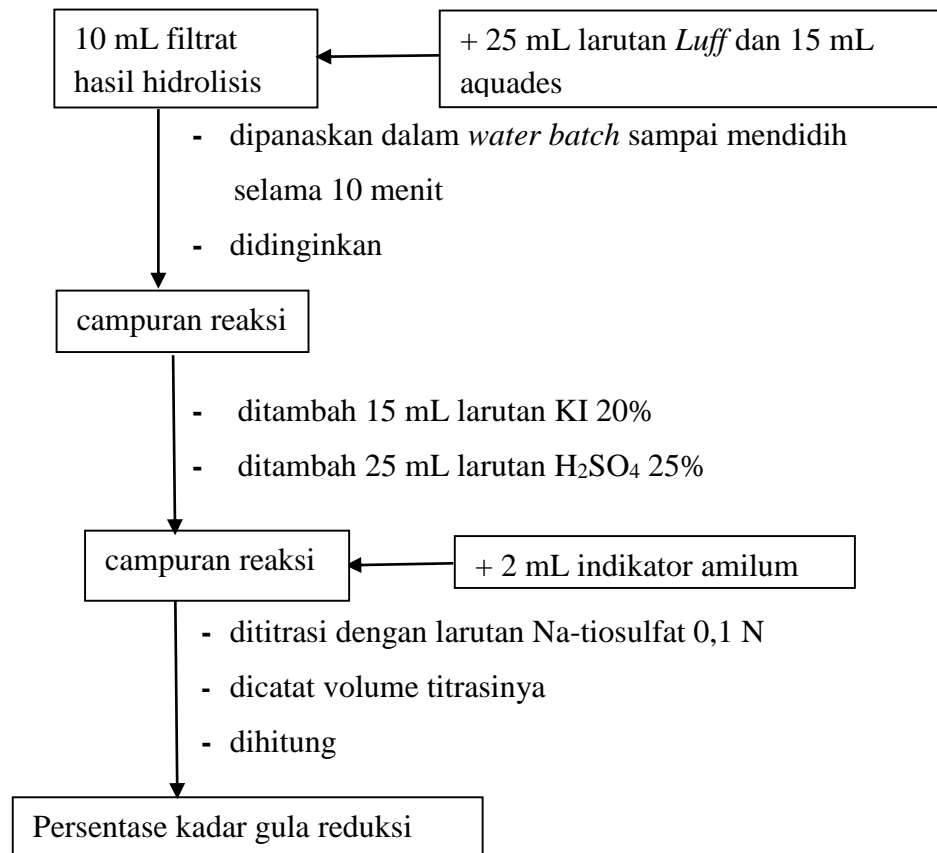 10 mL filtrat
hasil hidrolisis
+ 25 mL larutan Luff dan 15 mL
aquades
- dipanaskan dalam water batch sampai mendidih
selama 10 menit
- didinginkan
campuran reaksi
- ditambah 15 mL larutan KI 20%
- ditambah 25 mL larutan H₂SO₄ 25%
campuran reaksi
+ 2 mL indikator amilum
- dititrasi dengan larutan Na-tiosulfat 0,1 N
- dicatat volume titrasinya
- dihitung
Persentase kadar gula reduksi